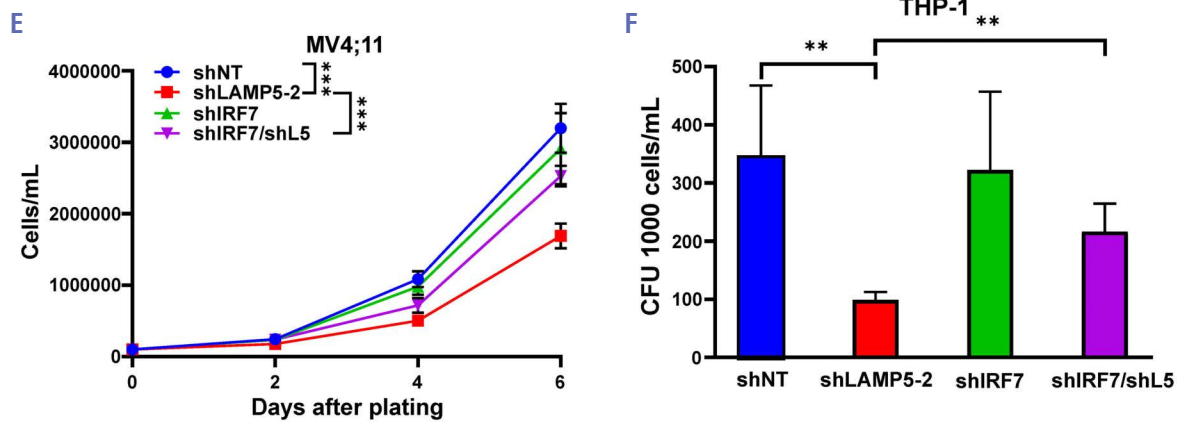 E
MV4;11
shNT
shLAMP5-2
shIRF7
shIRF7/shL5
***
***
Cells/mL
4000000
3000000
2000000
1000000
0
0 2 4 6
Days after plating
F
THP-1
**
**
CFU 1000 cells/mL
500
400
300
200
100
0
shNT shLAMP5-2 shIRF7 shIRF7/shL5